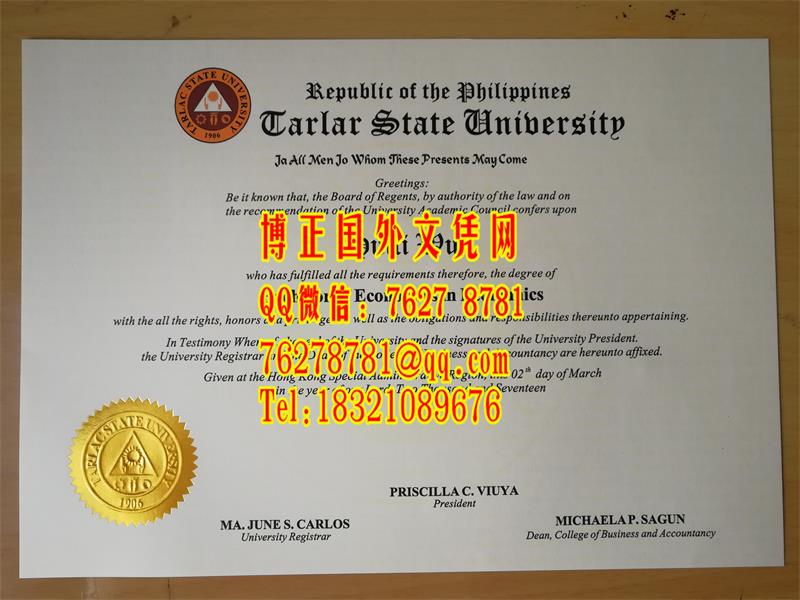 TARLAC STATE UNIVERSITY
1906
Republic of the Philippines
Tarlar State University
Ja All Men Jo Whom These Presents May Come
Greetings:
Be it known that, the Board of Regents, by authority of the law and on
the recommendation of the University Academic Council confers upon
博正国外文凭网
who has fulfilled all the requirements therefore, the degree of
QQ微信：7627 8781
with the all the rights, honors well as the obligations and responsibilities thereunto appertaining.
In Testimony University and the signatures of the University President.
76278781@qq.com
the University Registrar Accountancy are hereunto affixed.
Given at the Hong Kong Special Region, 02th day of March
Seventeen
Tel:18321089676
TARLAC STATE UNIVERSITY
1906
PRISCILLA C. VIUYA
President
MA. JUNE S. CARLOS
University Registrar
MICHAELA P. SAGUN
Dean, College of Business and Accountancy